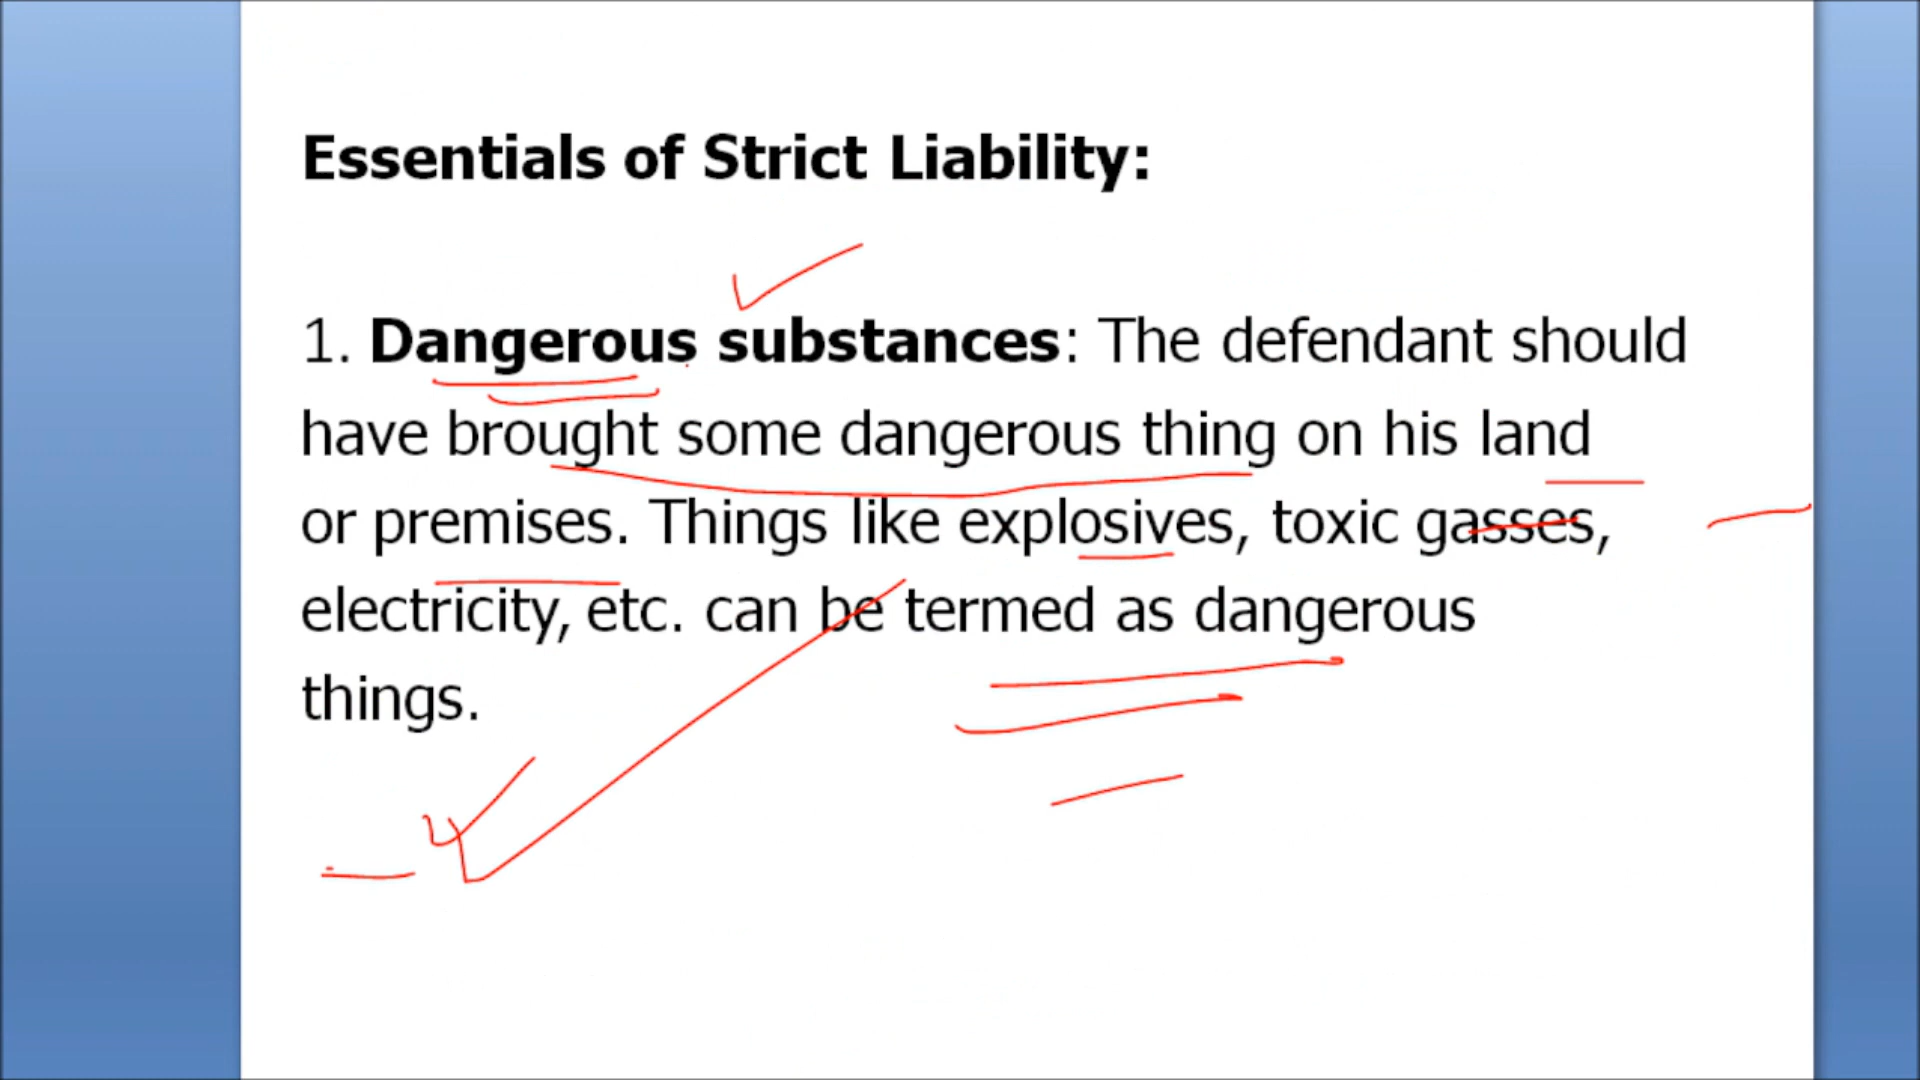 Essentials of Strict Liability:
1. Dangerous substances: The defendant should
have brought some dangerous thing on his land
or premises. Things like explosives, toxic gasses,
electricity, etc. can be termed as dangerous
things.